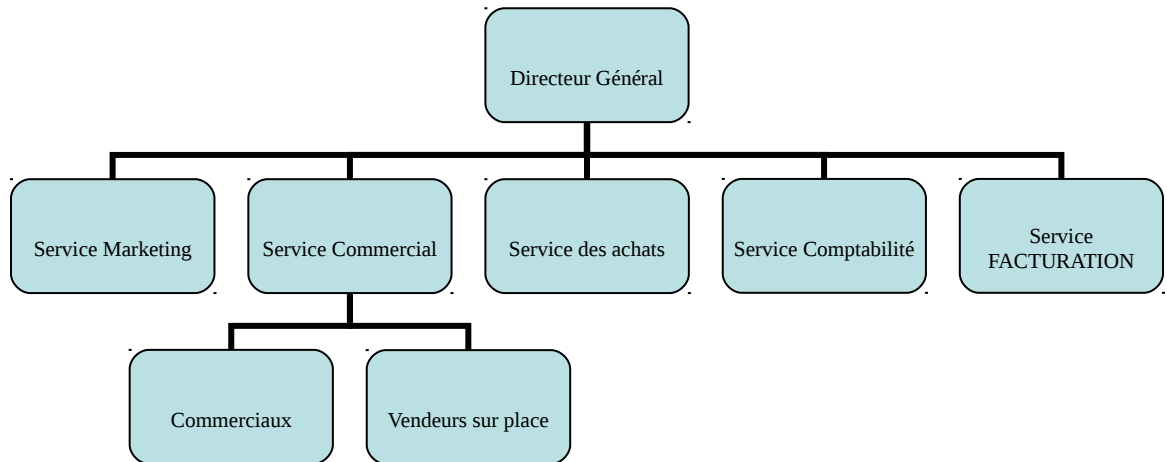 Directeur Général
Service Marketing
Service Commercial
Service des achats
Service Comptabilité
Service
FACTURATION
Commerciaux
Vendeurs sur place